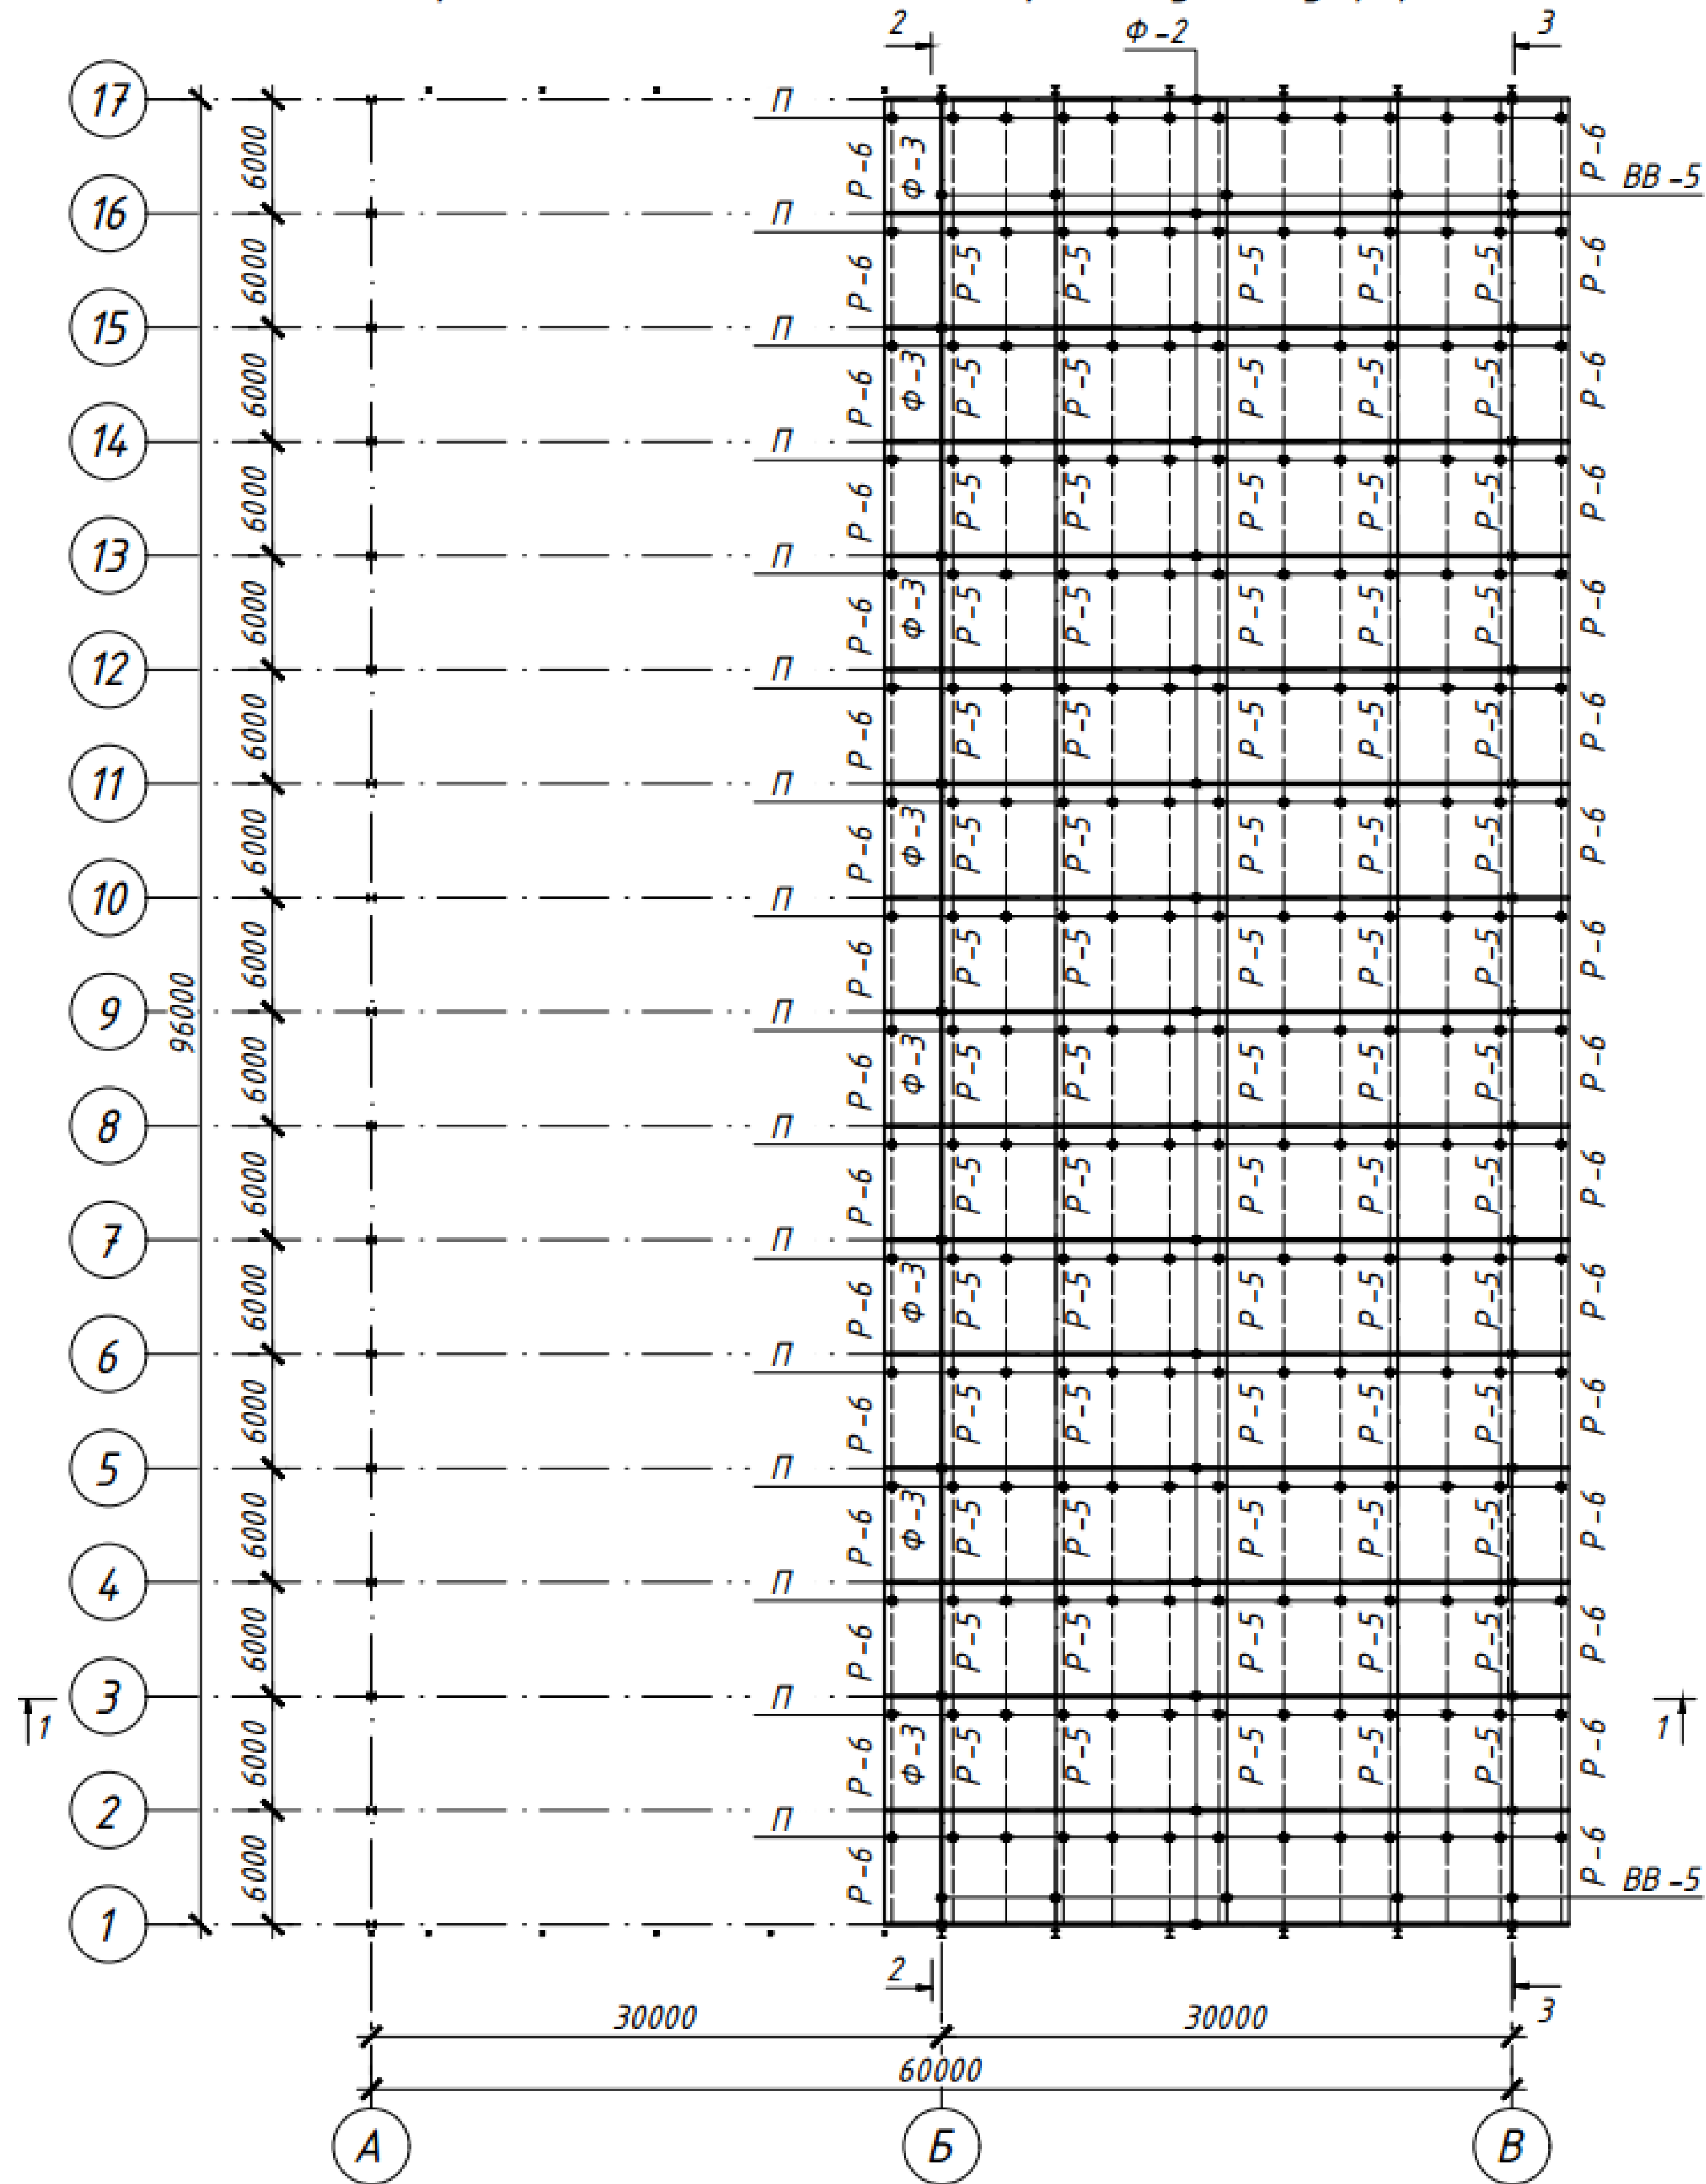 2 Ф-2 3
17 П
6000 Р-6 Ф-3 Р-6 ВВ-5
16 П
6000 Р-6 Р-5 Р-5 Р-5 Р-5 Р-5 Р-6
15 П
6000 Р-6 Ф-3 Р-5 Р-5 Р-5 Р-5 Р-5 Р-6
14 П
6000 Р-6 Р-5 Р-5 Р-5 Р-5 Р-5 Р-6
13 П
6000 Р-6 Ф-3 Р-5 Р-5 Р-5 Р-5 Р-5 Р-6
12 П
6000 Р-6 Р-5 Р-5 Р-5 Р-5 Р-5 Р-6
11 П
6000 Р-6 Ф-3 Р-5 Р-5 Р-5 Р-5 Р-5 Р-6
10 П
6000 Р-6 Р-5 Р-5 Р-5 Р-5 Р-5 Р-6
9 96000 П
6000 Р-6 Ф-3 Р-5 Р-5 Р-5 Р-5 Р-5 Р-6
8 П
6000 Р-6 Р-5 Р-5 Р-5 Р-5 Р-5 Р-6
7 П
6000 Р-6 Ф-3 Р-5 Р-5 Р-5 Р-5 Р-5 Р-6
6 П
6000 Р-6 Р-5 Р-5 Р-5 Р-5 Р-5 Р-6
5 П
6000 Р-6 Ф-3 Р-5 Р-5 Р-5 Р-5 Р-5 Р-6
4 П
6000 Р-6 Р-5 Р-5 Р-5 Р-5 Р-5 Р-6
1 3 П 1
6000 Р-6 Ф-3 Р-5 Р-5 Р-5 Р-5 Р-5 Р-6
2 П
6000 Р-6 Р-6 ВВ-5
1
2 3
30000 30000
60000
А Б В